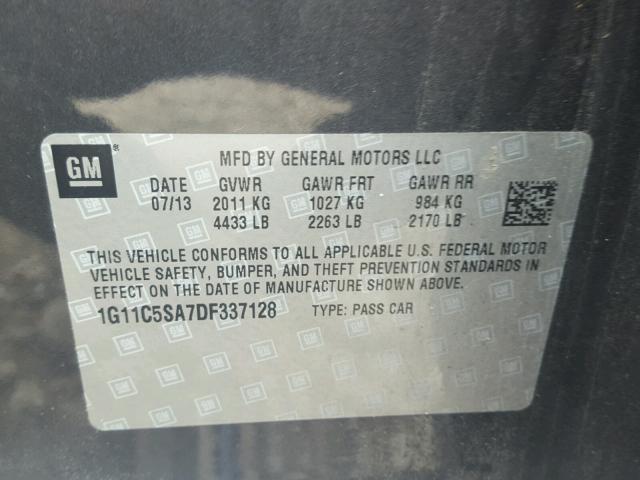 GM ® MFD BY GENERAL MOTORS LLC
DATE GVWR GAWR FRT GAWR RR
07/13 2011 KG 1027 KG 984 KG
4433 LB 2263 LB 2170 LB
THIS VEHICLE CONFORMS TO ALL APPLICABLE U.S. FEDERAL MOTOR
VEHICLE SAFETY, BUMPER, AND THEFT PREVENTION STANDARDS IN
EFFECT ON THE DATE OF MANUFACTURE SHOWN ABOVE.
1G11C5SA7DF337128 TYPE: PASS CAR